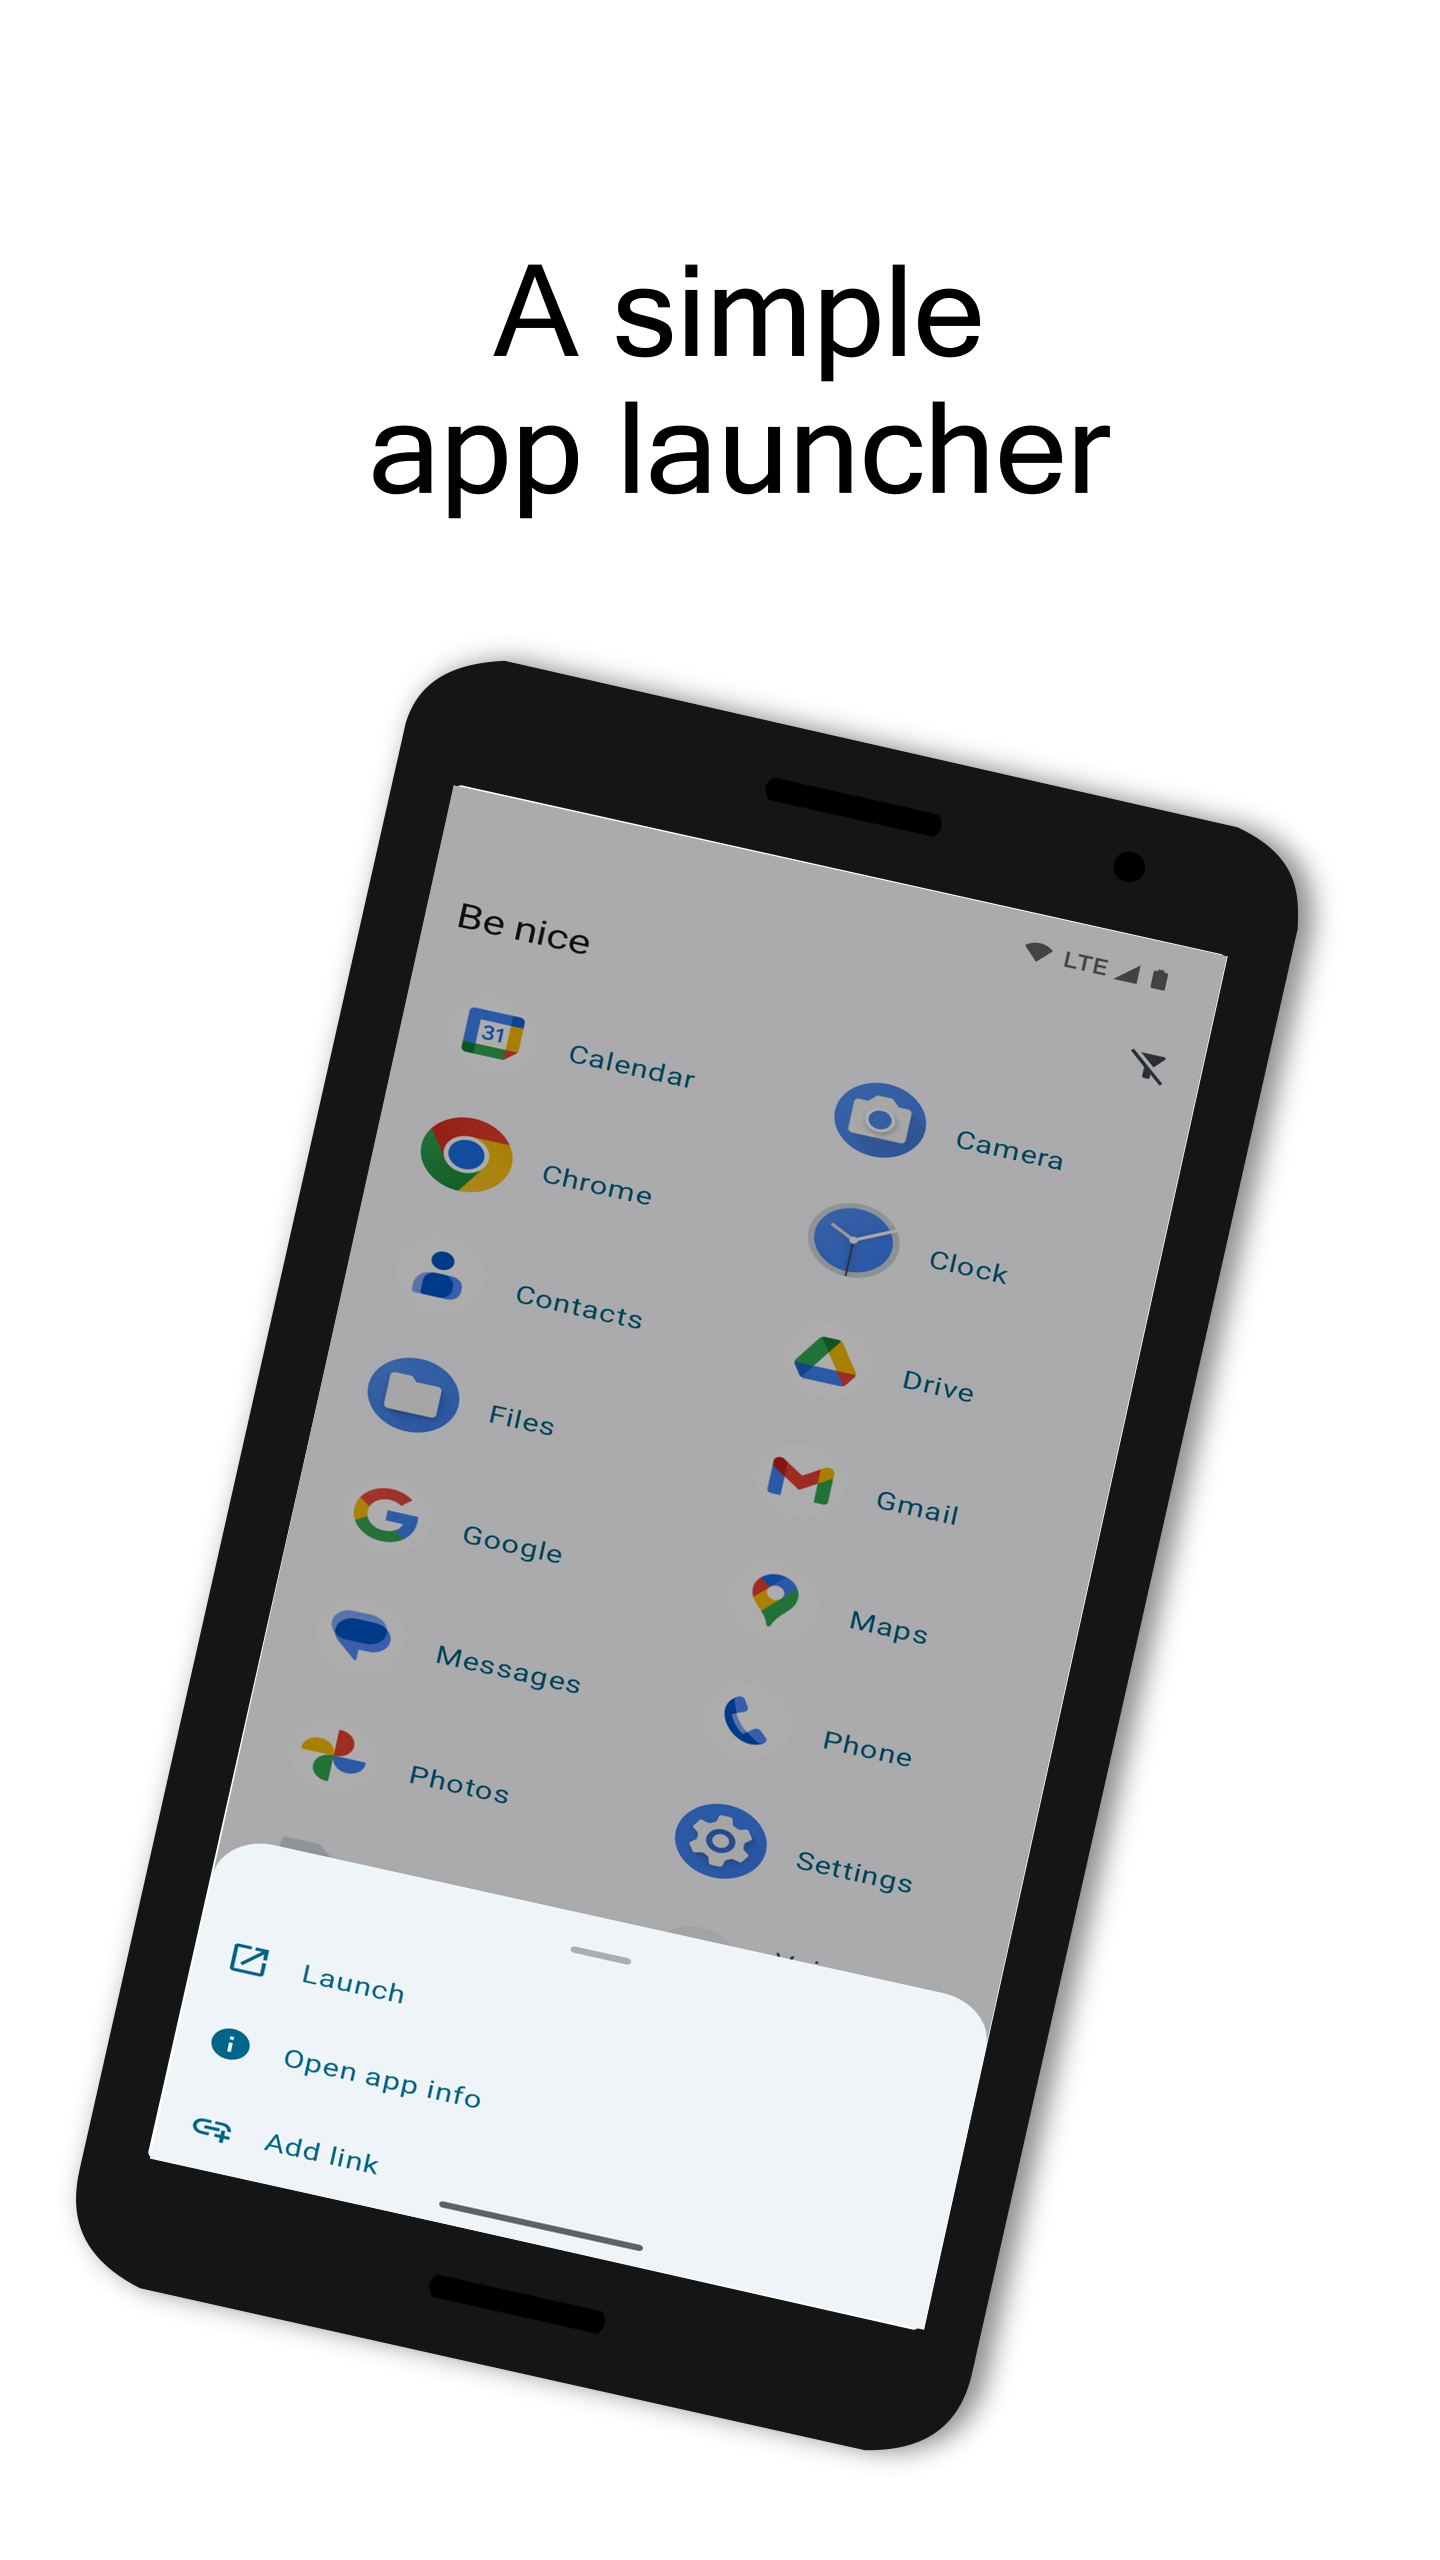 A simple
app launcher
LTE
Be nice
31
Calendar
Camera
Chrome
Clock
Contacts
Drive
Files
Gmail
Google
Maps
Messages
Phone
Photos
Settings
Launch
Open app info
Add link